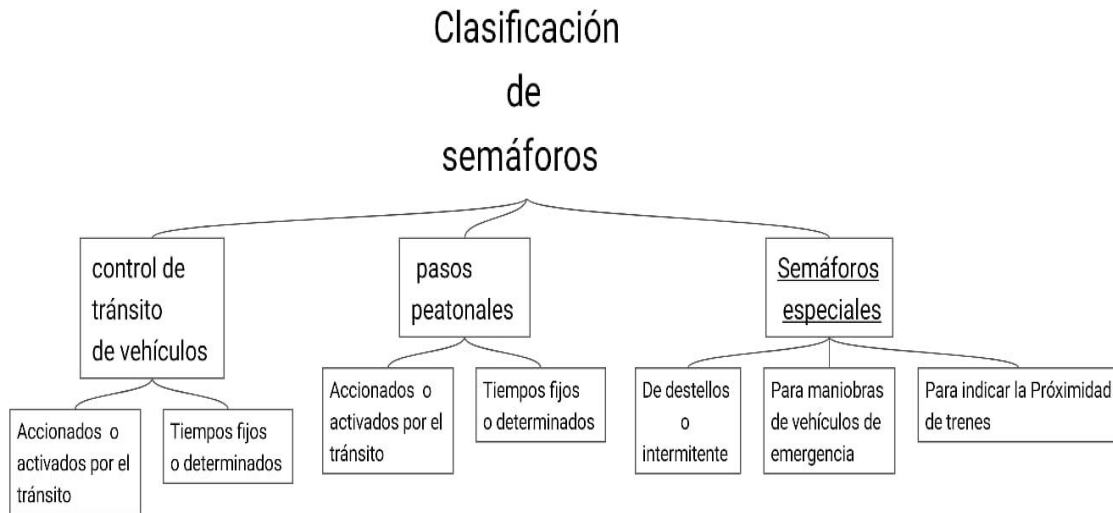 Clasificación
de
semáforos
control de
tránsito
de vehículos
pasos
peatonales
Semáforos
especiales
Accionados o
activados por el
tránsito
Tiempos fijos
o determinados
Accionados o
activados por el
tránsito
Tiempos fijos
o determinados
De destellos
o
intermitente
Para maniobras
de vehículos de
emergencia
Para indicar la Próximidad
de trenes